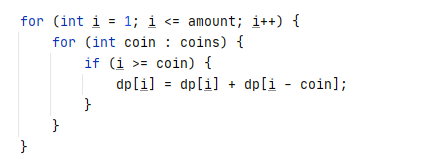 for (int i = 1; i <= amount; i++) {
    for (int coin : coins) {
        if (i >= coin) {
            dp[i] = dp[i] + dp[i - coin];
        }
    }
}